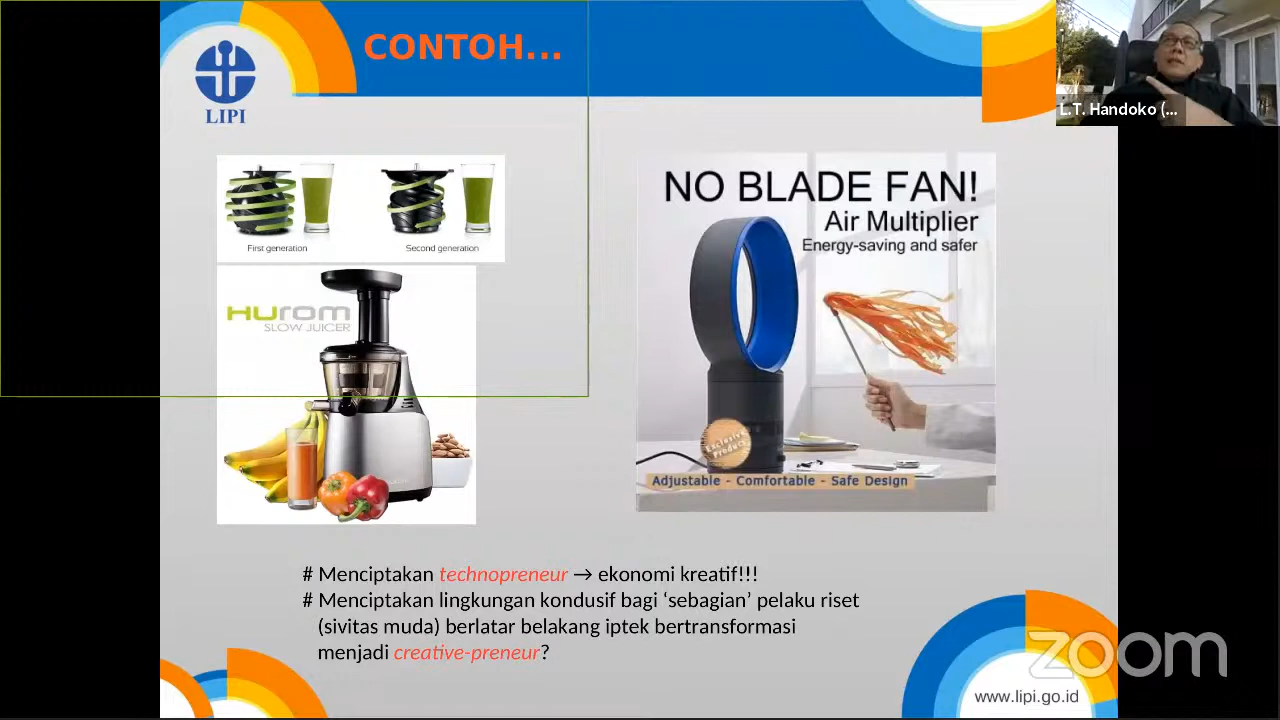 CONTOH...
LIPI
L.T. Handoko (...
First generation
Second generation
HUROM
SLOW JUICER
NO BLADE FAN!
Air Multiplier
Energy-saving and safer
Exclusive
Product
Adjustable - Comfortable - Safe Design
# Menciptakan technopreneur → ekonomi kreatif!!!
# Menciptakan lingkungan kondusif bagi ‘sebagian’ pelaku riset
(sivitas muda) berlatar belakang iptek bertransformasi
menjadi creative-preneur?
zoom
www.lipi.go.id